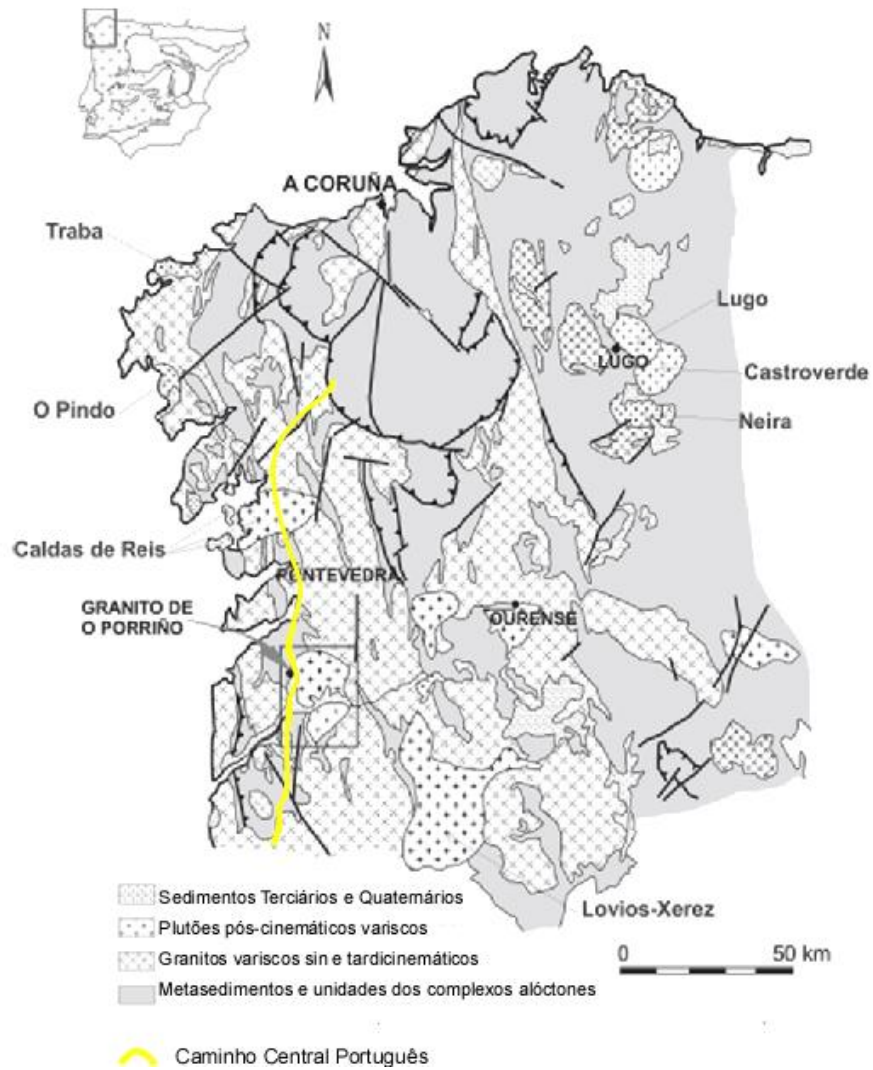 N
A CORUÑA
Traba
Lugo
LUGO
Castroverde
O Pindo
Neira
Caldas de Reis
PONTEVEDRA
GRANITO DE
O PORRIÑO
OURENSE
Sedimentos Terciários e Quaternários
Plutões pós-cinemáticos variscos
Lovios-Xerez
Granitos variscos sin e tardicinemáticos
0 50 km
Metasedimentos e unidades dos complexos alóctones
Caminho Central Português